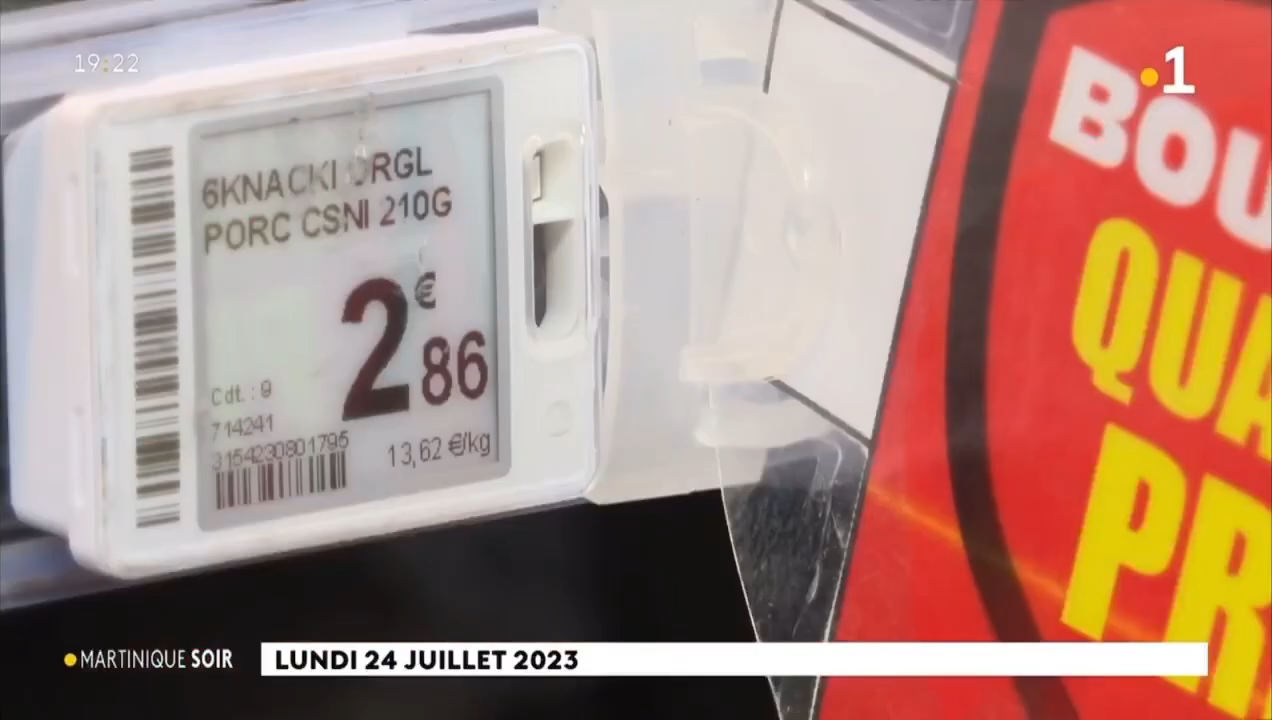 19:22
1
6KNACKI ORGL
PORC CSNI 210G
2 €
86
Cdt. : 9
714241
3154230801795
13,62 €/kg
BOU
QUA
PR
MARTINIQUE SOIR
LUNDI 24 JUILLET 2023